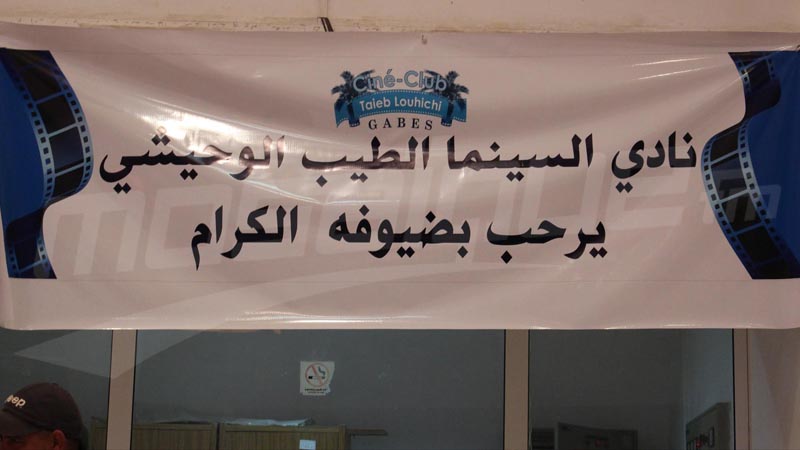 Ciné-Club
Taieb Louhichi
GABES
نادي السينما الطيب الوحيشي
يرحب بضيوفه الكرام